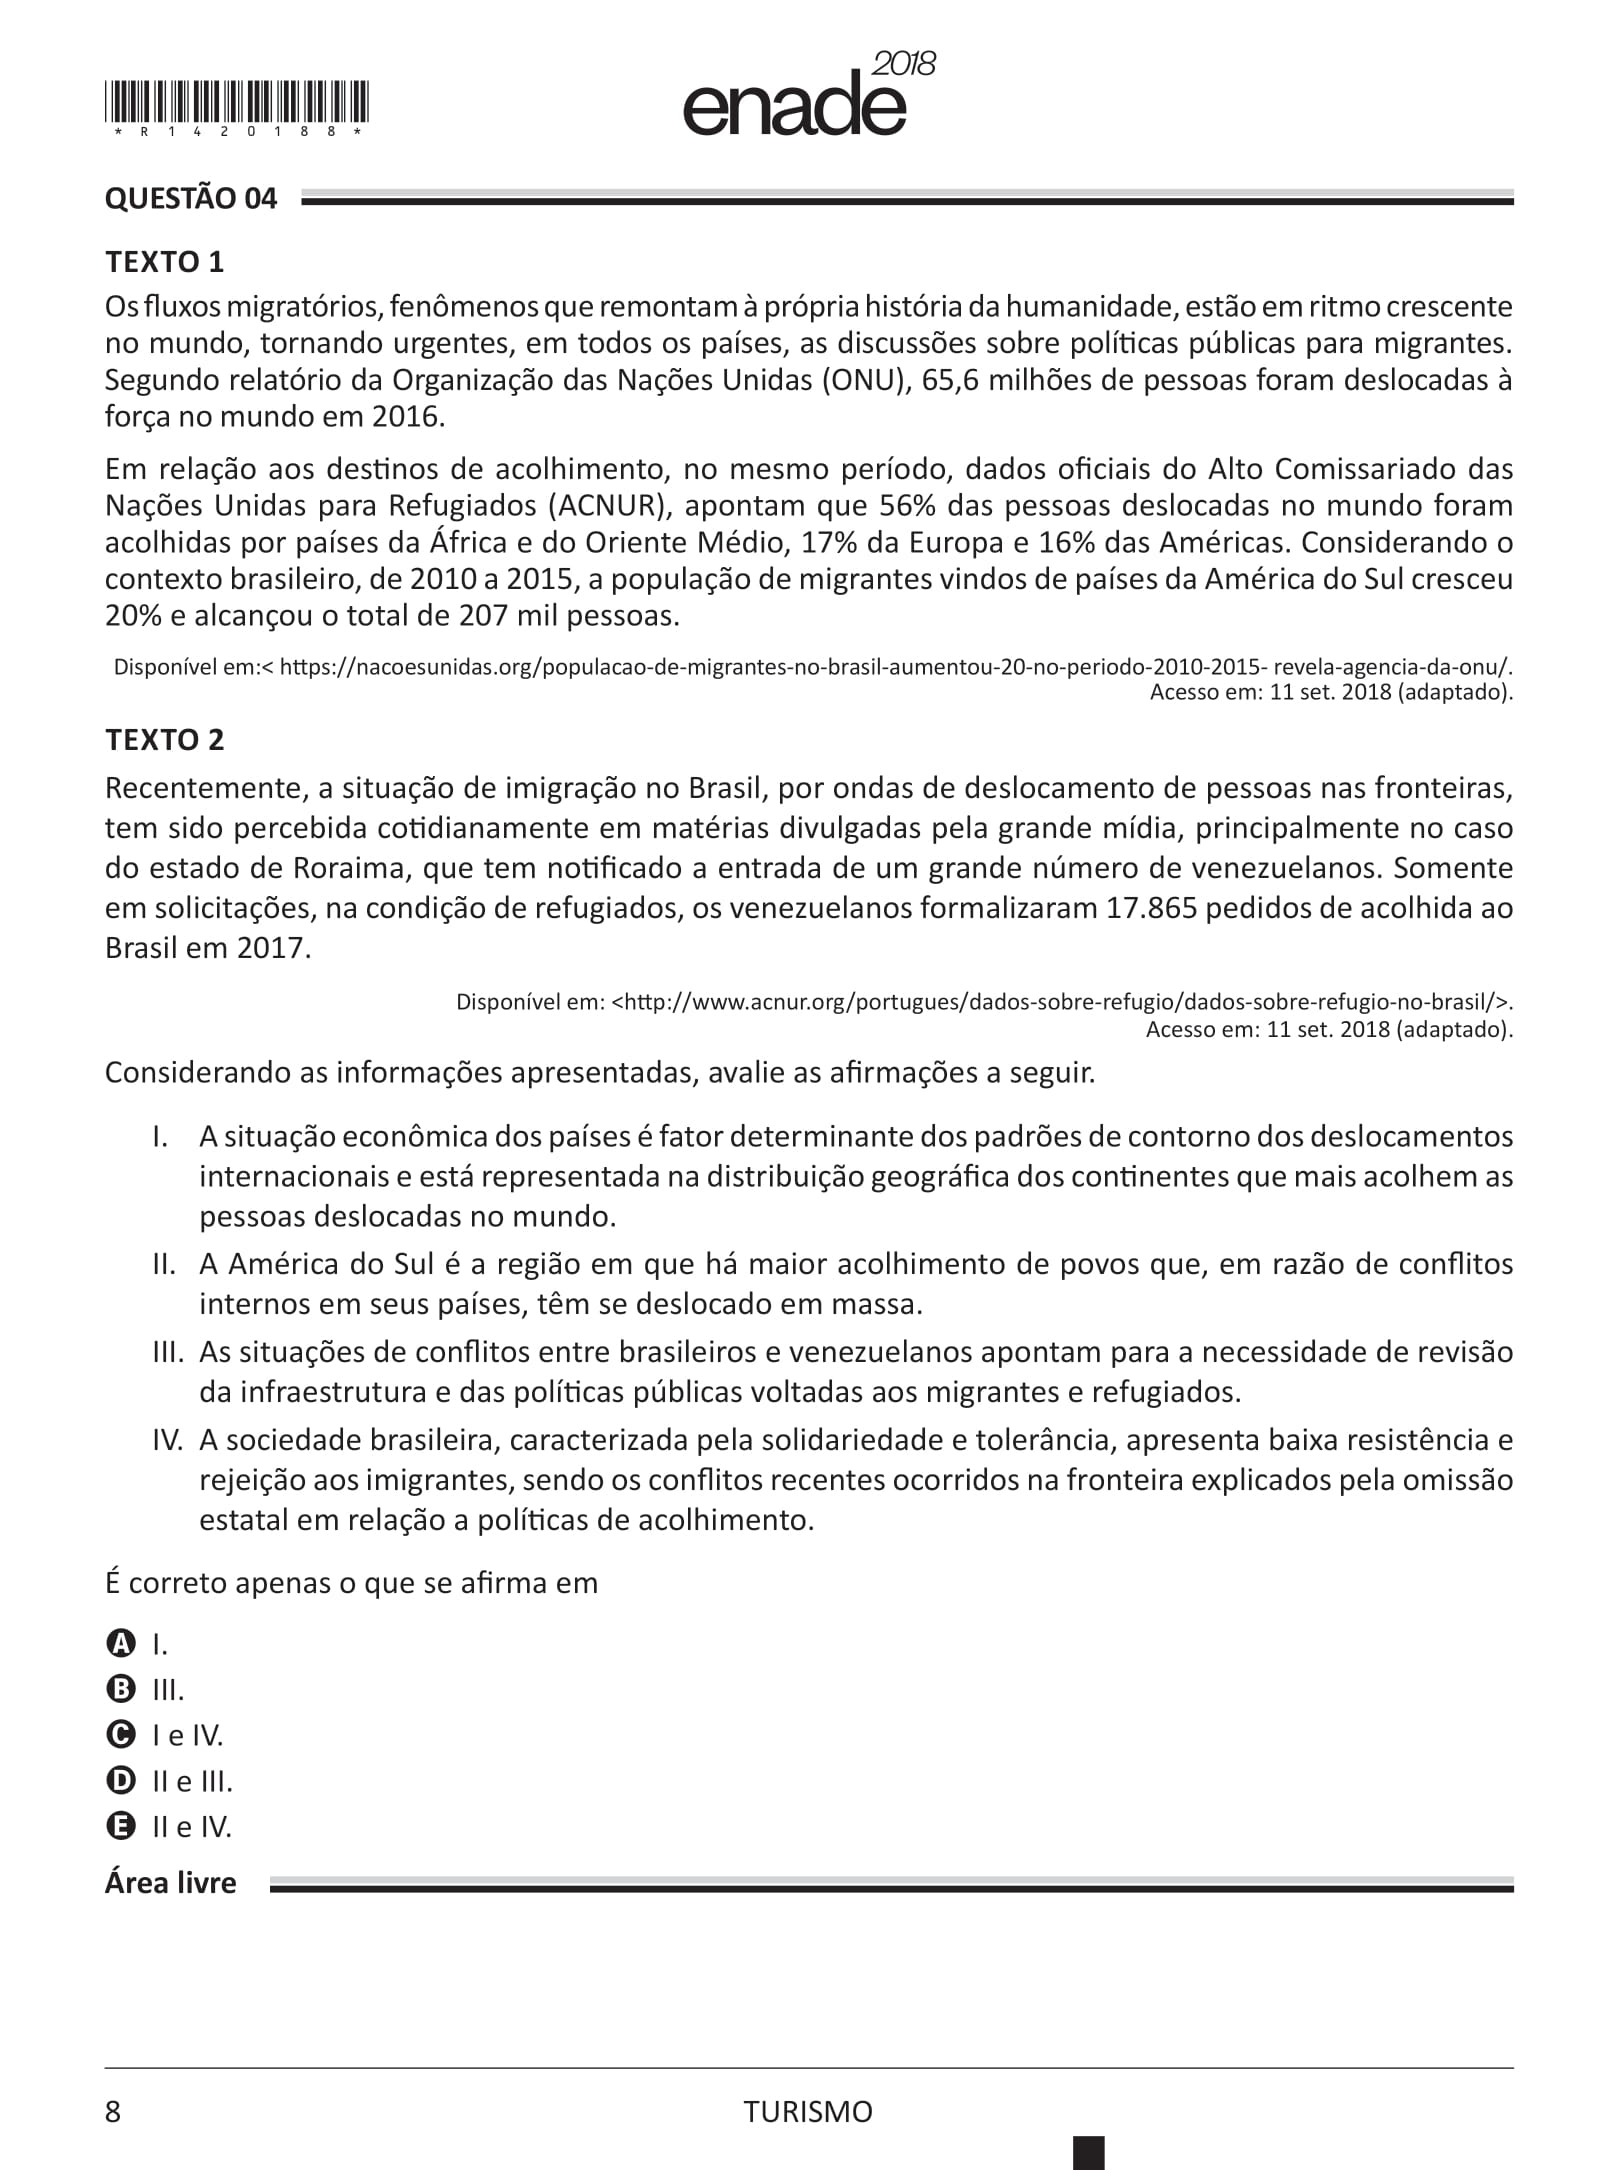 enade 2018
* R 1 4 2 0 1 8 8 *
QUESTÃO 04
TEXTO 1
Os fluxos migratórios, fenômenos que remontam à própria história da humanidade, estão em ritmo crescente
no mundo, tornando urgentes, em todos os países, as discussões sobre políticas públicas para migrantes.
Segundo relatório da Organização das Nações Unidas (ONU), 65,6 milhões de pessoas foram deslocadas à
força no mundo em 2016.
Em relação aos destinos de acolhimento, no mesmo período, dados oficiais do Alto Comissariado das
Nações Unidas para Refugiados (ACNUR), apontam que 56% das pessoas deslocadas no mundo foram
acolhidas por países da África e do Oriente Médio, 17% da Europa e 16% das Américas. Considerando o
contexto brasileiro, de 2010 a 2015, a população de migrantes vindos de países da América do Sul cresceu
20% e alcançou o total de 207 mil pessoas.
Disponível em:< https://nacoesunidas.org/populacao-de-migrantes-no-brasil-aumentou-20-no-periodo-2010-2015- revela-agencia-da-onu/.
Acesso em: 11 set. 2018 (adaptado).
TEXTO 2
Recentemente, a situação de imigração no Brasil, por ondas de deslocamento de pessoas nas fronteiras,
tem sido percebida cotidianamente em matérias divulgadas pela grande mídia, principalmente no caso
do estado de Roraima, que tem notificado a entrada de um grande número de venezuelanos. Somente
em solicitações, na condição de refugiados, os venezuelanos formalizaram 17.865 pedidos de acolhida ao
Brasil em 2017.
Disponível em: <http://www.acnur.org/portugues/dados-sobre-refugio/dados-sobre-refugio-no-brasil/>.
Acesso em: 11 set. 2018 (adaptado).
Considerando as informações apresentadas, avalie as afirmações a seguir.
I. A situação econômica dos países é fator determinante dos padrões de contorno dos deslocamentos
internacionais e está representada na distribuição geográfica dos continentes que mais acolhem as
pessoas deslocadas no mundo.
II. A América do Sul é a região em que há maior acolhimento de povos que, em razão de conflitos
internos em seus países, têm se deslocado em massa.
III. As situações de conflitos entre brasileiros e venezuelanos apontam para a necessidade de revisão
da infraestrutura e das políticas públicas voltadas aos migrantes e refugiados.
IV. A sociedade brasileira, caracterizada pela solidariedade e tolerância, apresenta baixa resistência e
rejeição aos imigrantes, sendo os conflitos recentes ocorridos na fronteira explicados pela omissão
estatal em relação a políticas de acolhimento.
É correto apenas o que se afirma em
A I.
B III.
C I e IV.
D II e III.
E II e IV.
Área livre
8
TURISMO